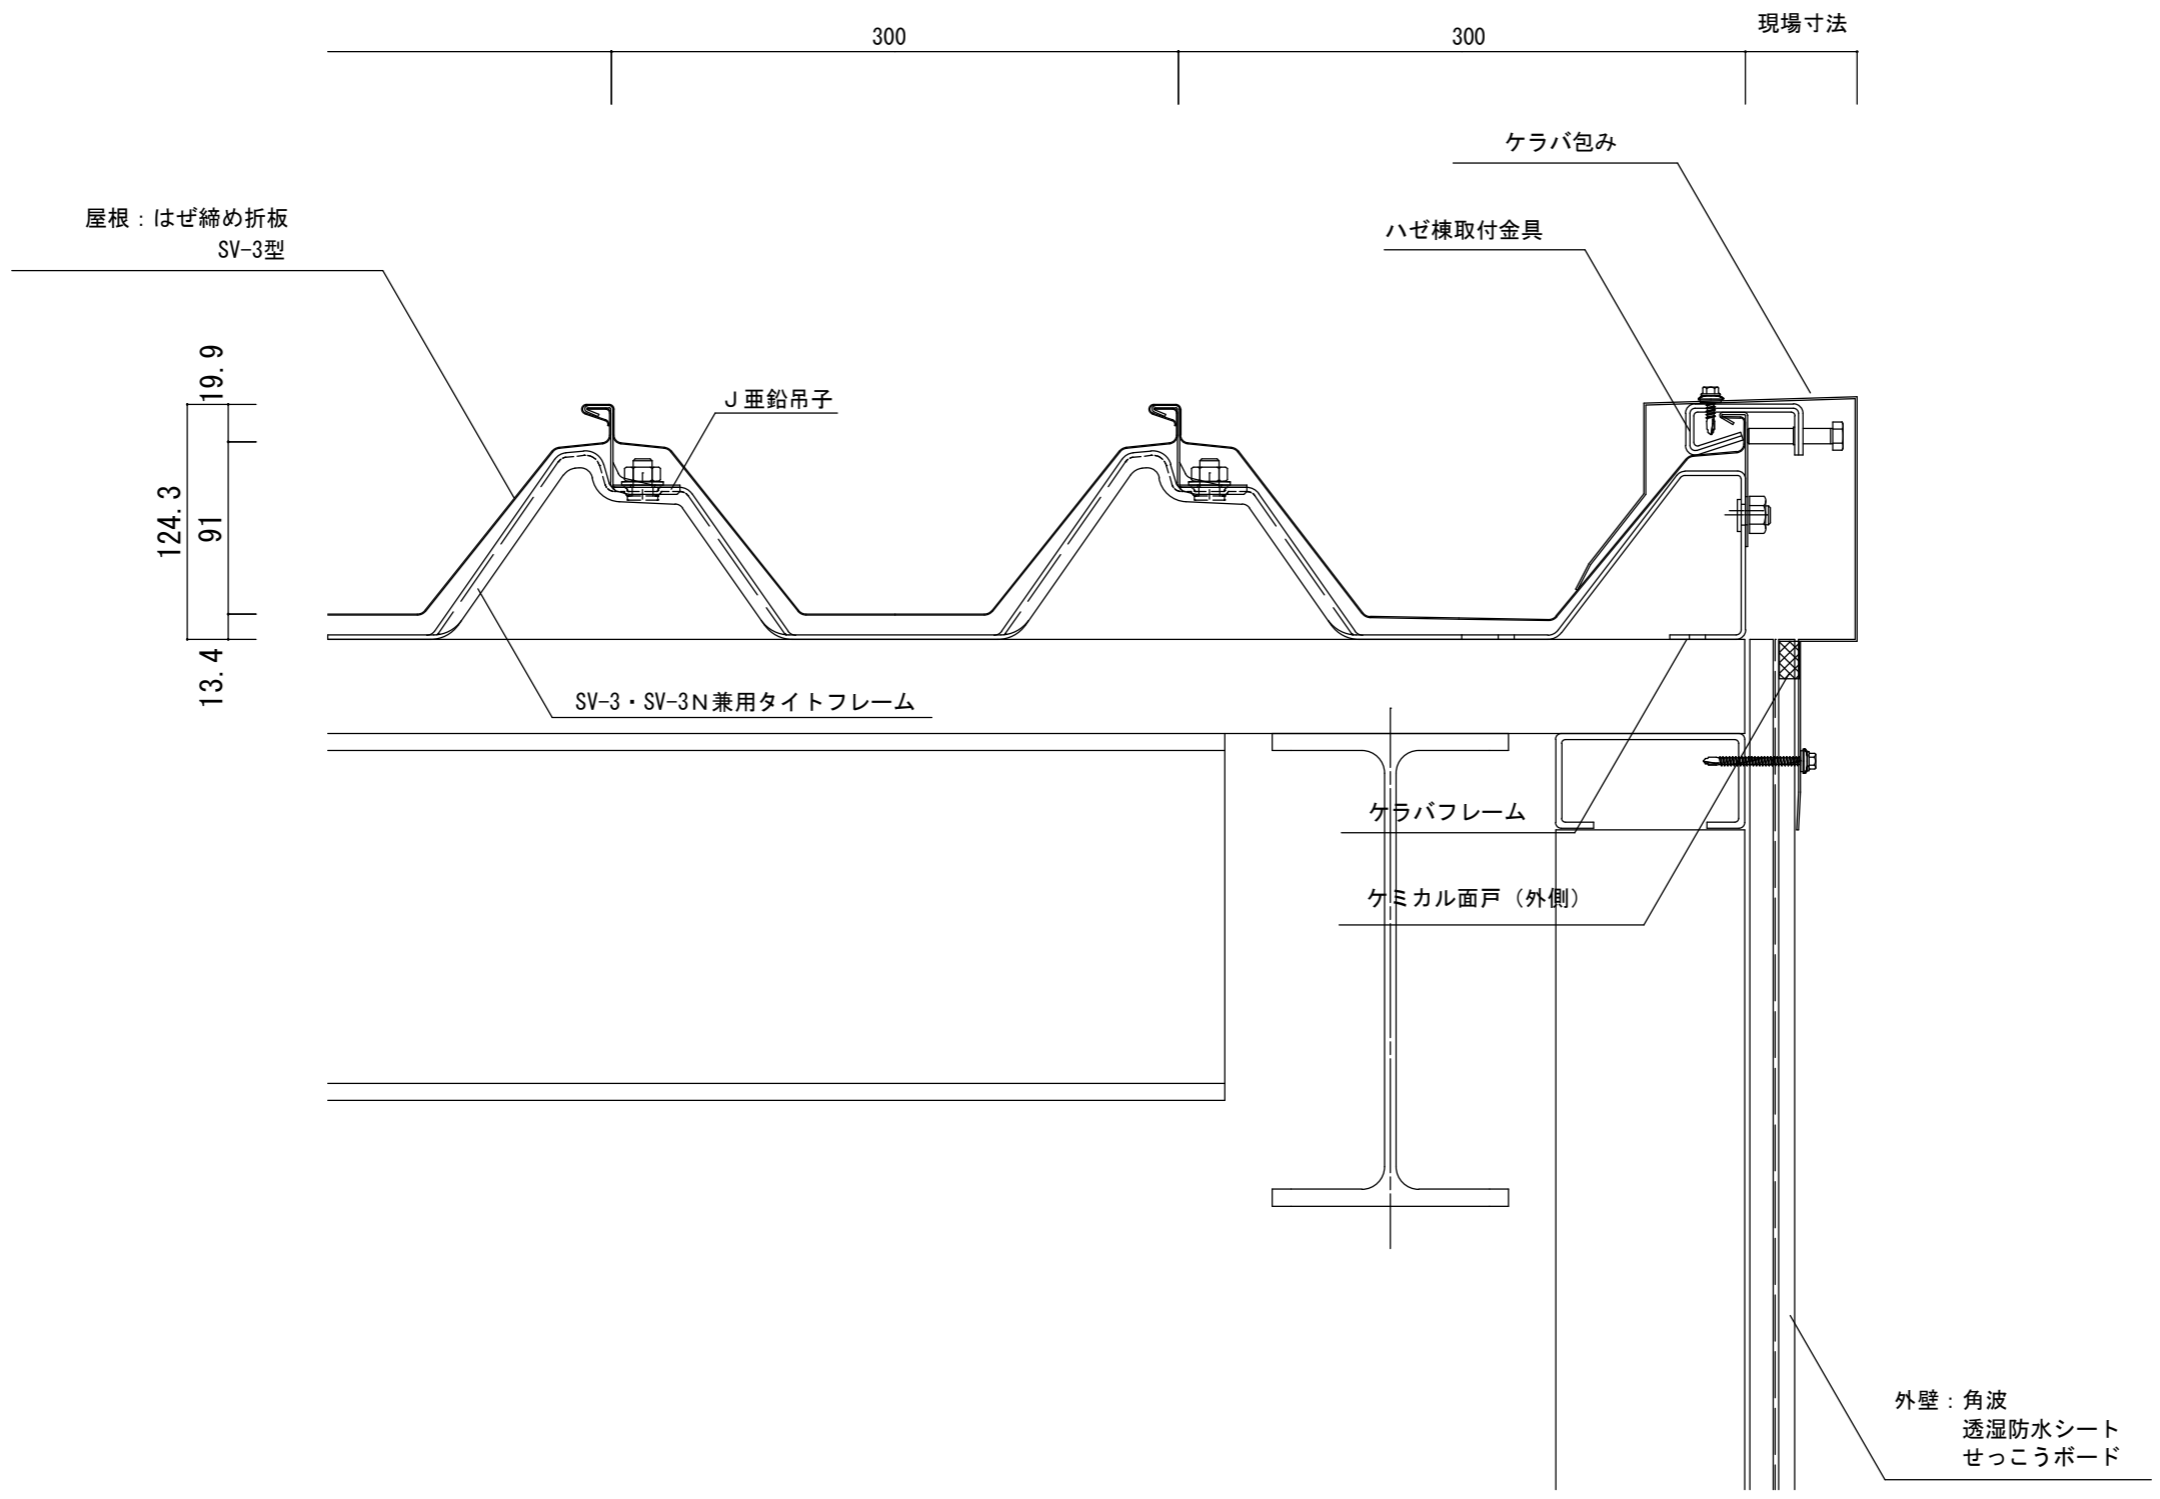 300
300
現場寸法
ケラバ包み
屋根：はぜ締め折板
SV-3型
ハゼ棟取付金具
19.9
J亜鉛吊子
124.3
91
13.4
SV-3・SV-3N兼用タイトフレーム
ケラバフレーム
ケミカル面戸（外側）
外壁：角波
透湿防水シート
せっこうボード